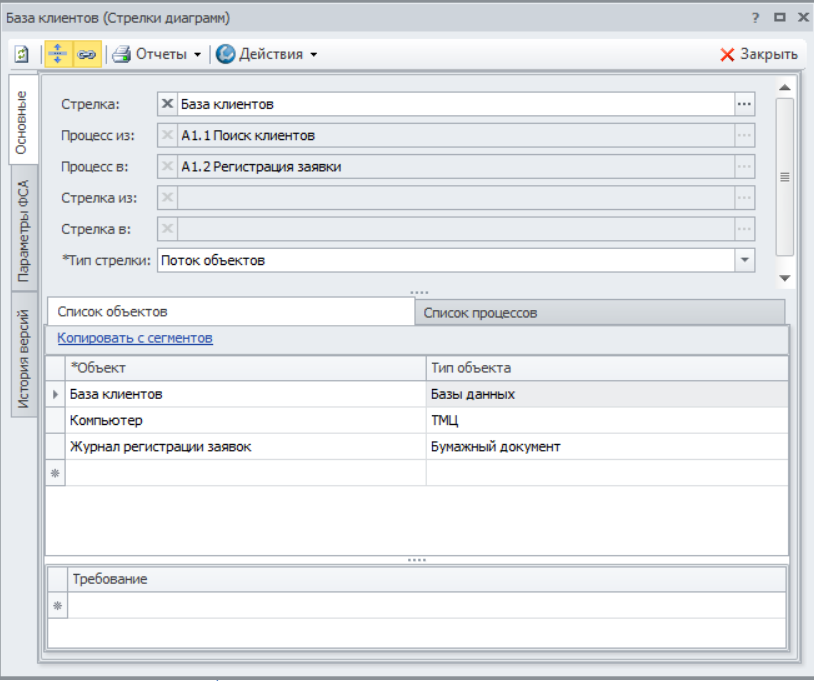 База клиентов (Стрелки диаграмм)
Отчеты Действия Закрыть
Основные
Параметры ФСА
История версий
Стрелка: База клиентов
Процесс из: А1.1 Поиск клиентов
Процесс в: А1.2 Регистрация заявки
Стрелка из:
Стрелка в:
*Тип стрелки: Поток объектов
Список объектов Список процессов
Копировать с сегментов
*Объект Тип объекта
База клиентов Базы данных
Компьютер ТМЦ
Журнал регистрации заявок Бумажный документ
Требование